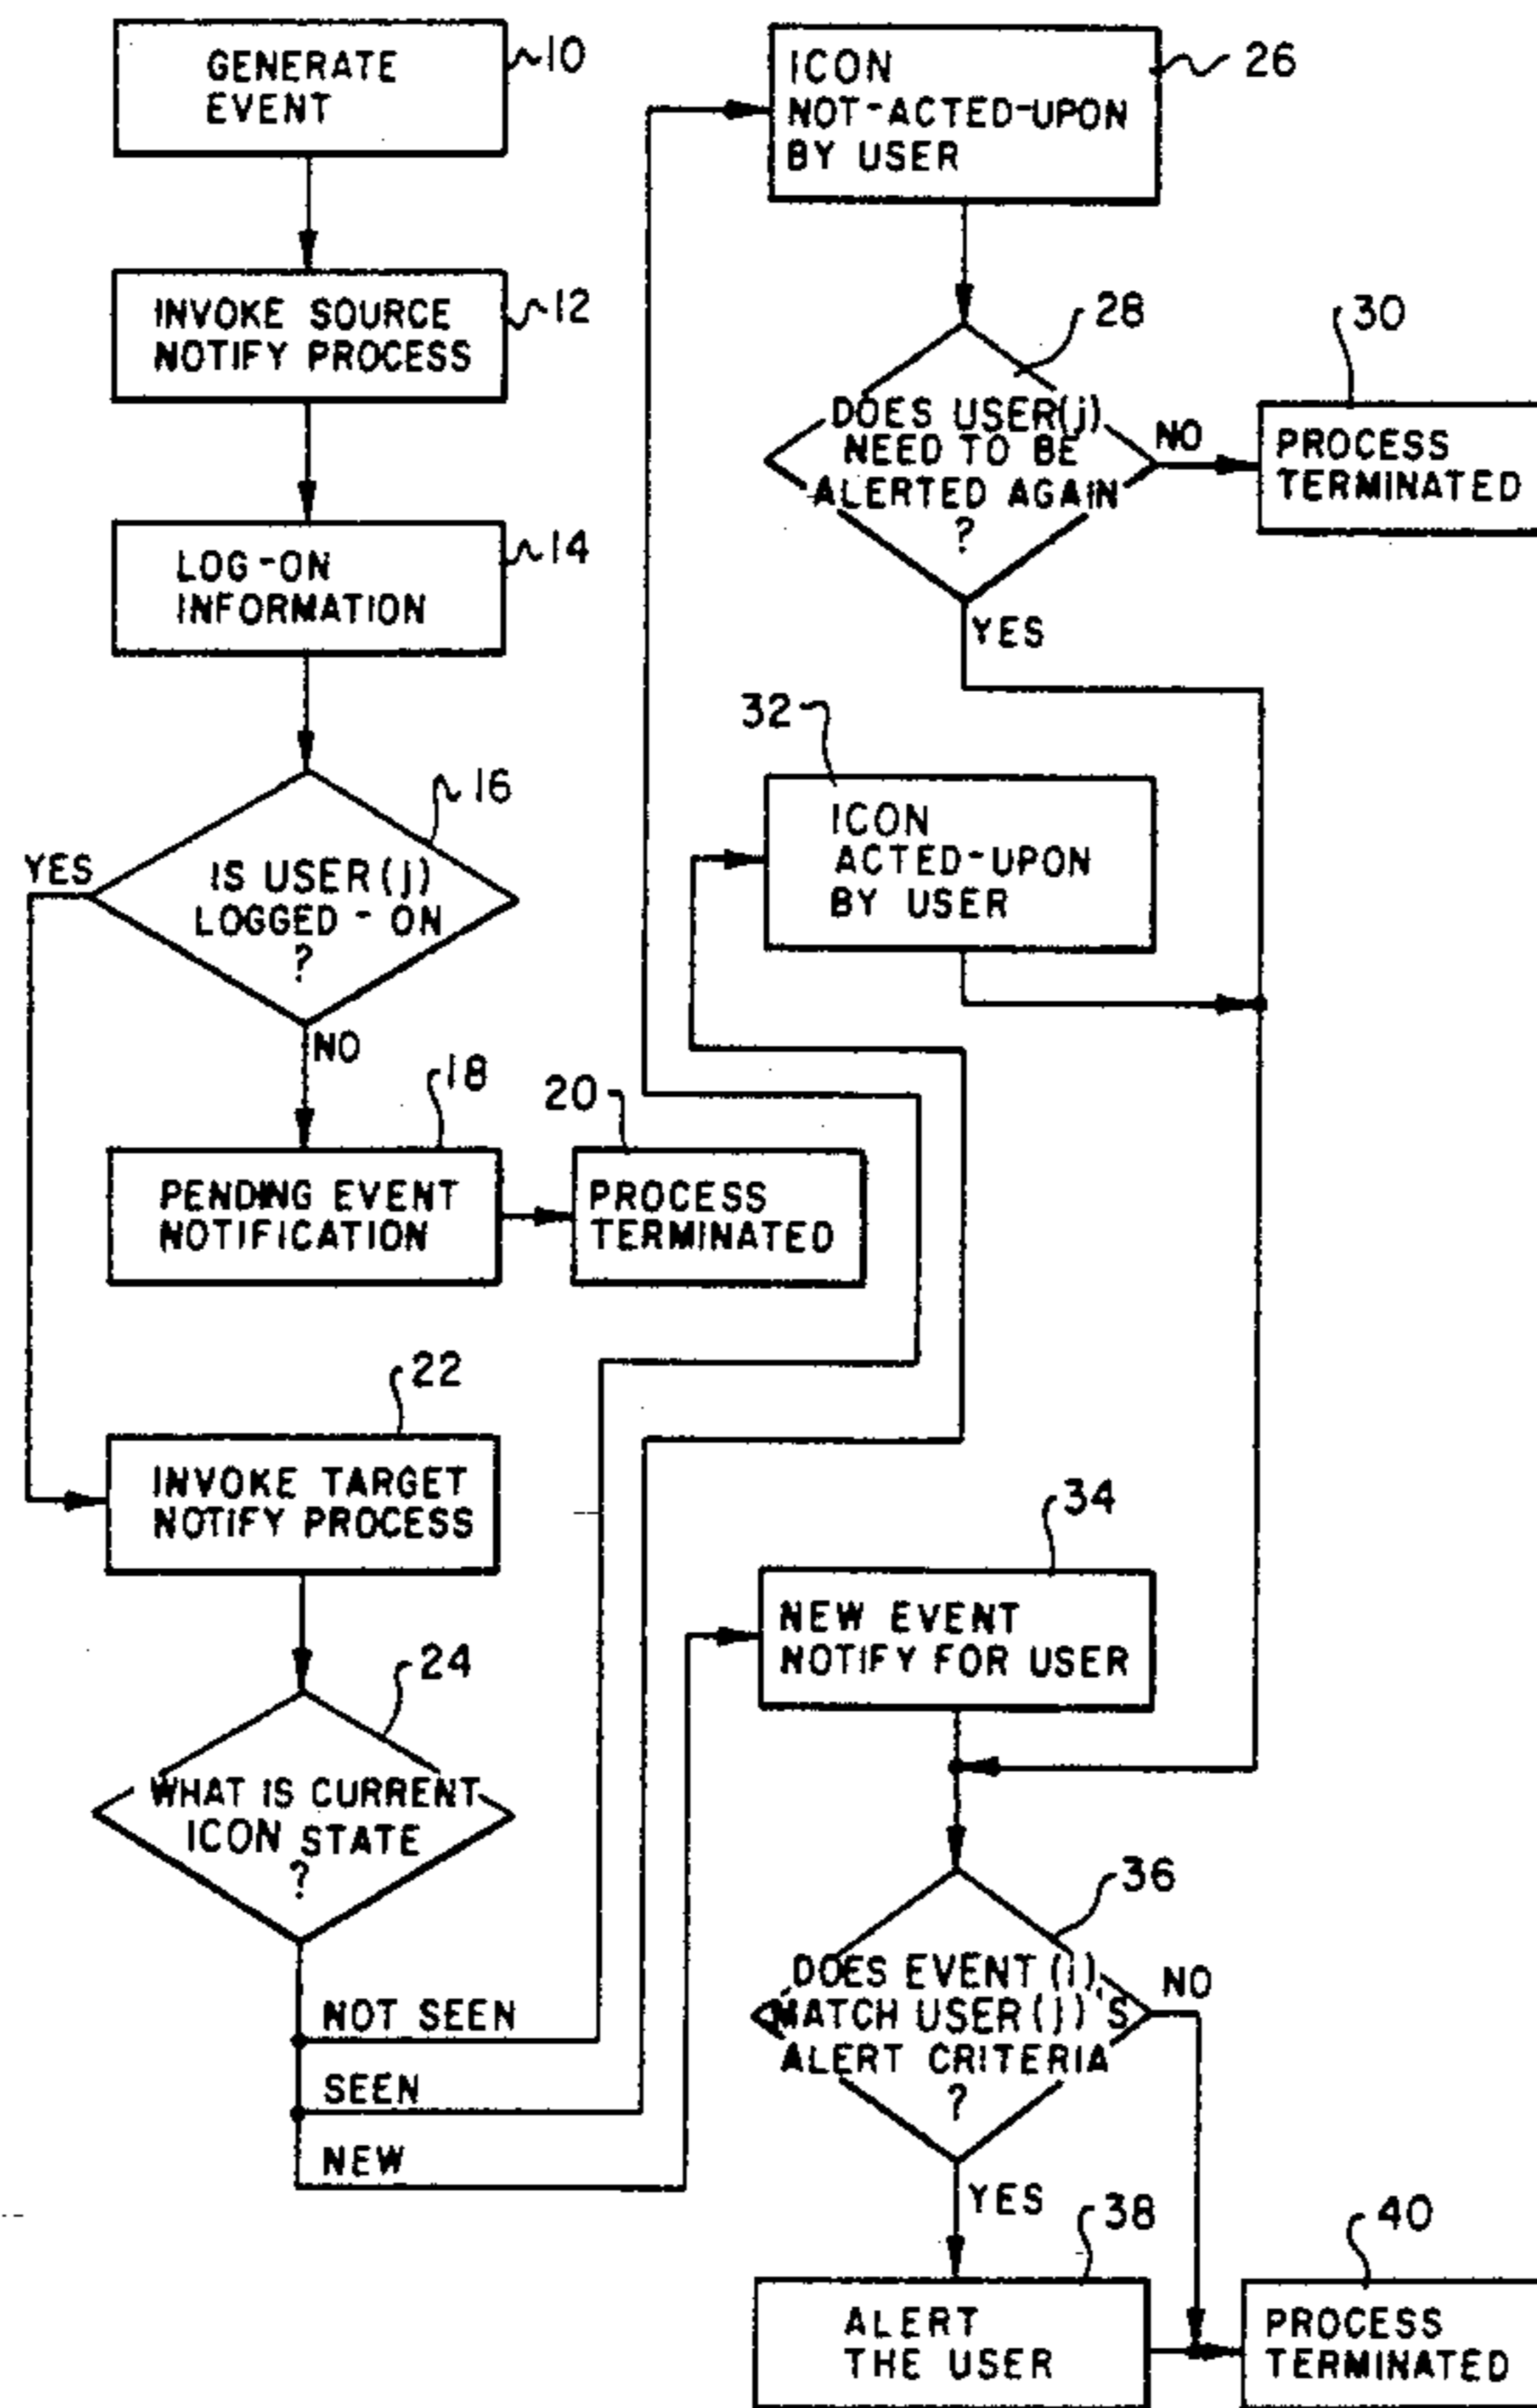 GENERATE
EVENT
10
INVOKE SOURCE
NOTIFY PROCESS
12
LOG-ON
INFORMATION
14
16
YES
IS USER(j)
LOGGED-ON
?
NO
18
PENDING EVENT
NOTIFICATION
20
PROCESS
TERMINATED
22
INVOKE TARGET
NOTIFY PROCESS
24
WHAT IS CURRENT
ICON STATE
?
NOT SEEN
SEEN
NEW
ICON
NOT-ACTED-UPON
BY USER
26
28
DOES USER(j)
NEED TO BE
ALERTED AGAIN
?
NO
YES
30
PROCESS
TERMINATED
32
ICON
ACTED-UPON
BY USER
34
NEW EVENT
NOTIFY FOR USER
36
DOES EVENT (i)
MATCH USER(j)'S
ALERT CRITERIA
?
NO
YES
38
ALERT
THE USER
40
PROCESS
TERMINATED